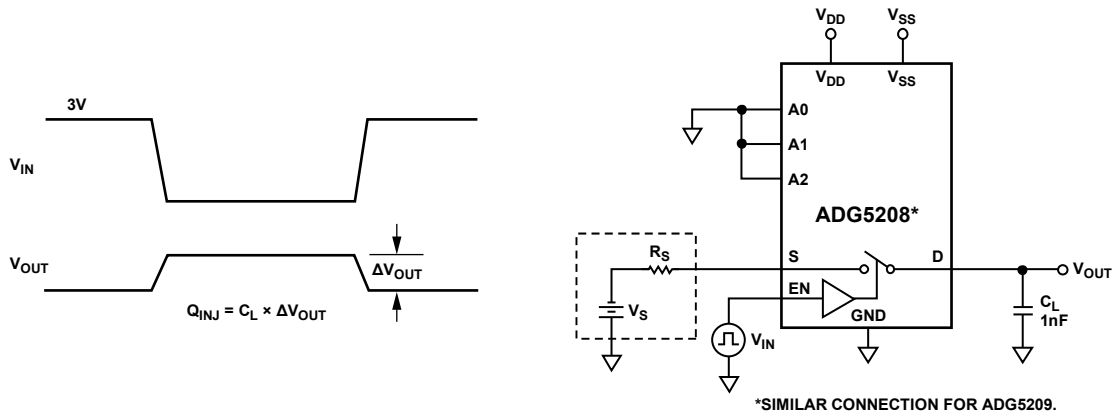 3V
V_IN
V_OUT
ΔV_OUT
Q_INJ = C_L × ΔV_OUT
V_DD
V_SS
V_DD
V_SS
A0
A1
A2
ADG5208*
R_S
S
D
V_OUT
EN
V_S
GND
C_L
1nF
V_IN
*SIMILAR CONNECTION FOR ADG5209.